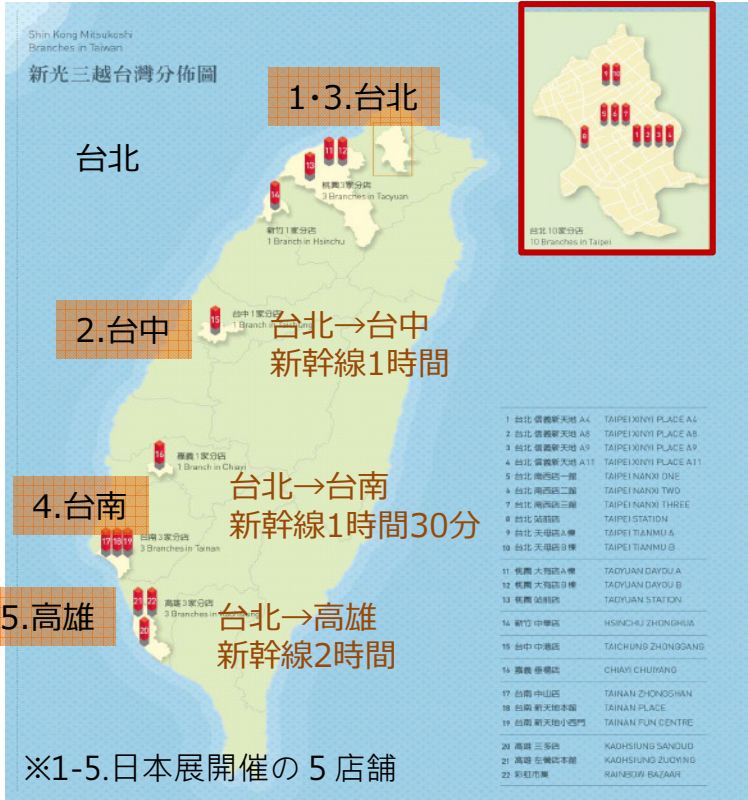 Shin Kong Mitsukoshi
Branches in Taiwan
新光三越台灣分佈圖
1・3.台北
台北
11 12
13
桃園 3 家分店
3 Branches in Taoyuan
14
新竹 1 家分店
1 Branch in Hsinchu
9 10
5 6 7
8
1 2 3 4
台北 10 家分店
10 Branches in Taipei
2.台中
15
台中 1 家分店
1 Branch in Taichung
台北→台中
新幹線1時間
16
嘉義 1 家分店
1 Branch in Chiayi
4.台南
17 18 19
台南 3 家分店
3 Branches in Tainan
台北→台南
新幹線1時間30分
5.高雄
21 22
20
高雄 3 家分店
3 Branches in
台北→高雄
新幹線2時間
1 台北 信義新天地 A4 TAIPEI XINYI PLACE A4
2 台北 信義新天地 A8 TAIPEI XINYI PLACE A8
3 台北 信義新天地 A9 TAIPEI XINYI PLACE A9
4 台北 信義新天地 A11 TAIPEI XINYI PLACE A11
5 台北 南西店一館 TAIPEI NANXI ONE
6 台北 南西店二館 TAIPEI NANXI TWO
7 台北 南西店三館 TAIPEI NANXI THREE
8 台北 站前店 TAIPEI STATION
9 台北 天母店A棟 TAIPEI TIANMU A
10 台北 天母店B棟 TAIPEI TIANMU B
11 桃園 大有店A棟 TAOYUAN DAYOU A
12 桃園 大有店B棟 TAOYUAN DAYOU B
13 桃園 站前店 TAOYUAN STATION
14 新竹 中華店 HSINCHU ZHONGHUA
15 台中 中港店 TAICHUNG ZHONGGANG
16 嘉義 垂楊店 CHIAYI CHUIYANG
17 台南 中山店 TAINAN ZHONGSHAN
18 台南 新天地本館 TAINAN PLACE
19 台南 新天地小西門 TAINAN FUN CENTRE
20 高雄 三多店 KAOHSIUNG SANDUO
21 高雄 左營店本館 KAOHSIUNG ZUOYING
22 彩虹市集 RAINBOW BAZAAR
※1-5.日本展開催の 5 店舗